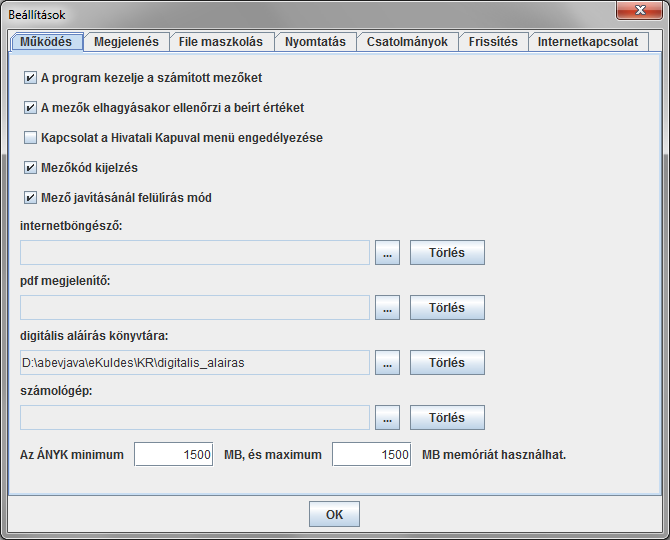 Beállítások
Működés Megjelenés File maszkolás Nyomtatás Csatolmányok Frissítés Internetkapcsolat
A program kezelje a számított mezőket
A mezők elhagyásakor ellenőrzi a beírt értéket
Kapcsolat a Hivatali Kapuval menü engedélyezése
Mezőkód kijelzés
Mező javításánál felülírás mód
internetböngésző:
... Törlés
pdf megjelenítő:
... Törlés
digitális aláírás könyvtára:
D:\abevjava\eKuldes\KR\digitalis_alairas ... Törlés
számológép:
... Törlés
Az ÁNYK minimum 1500 MB, és maximum 1500 MB memóriát használhat.
OK